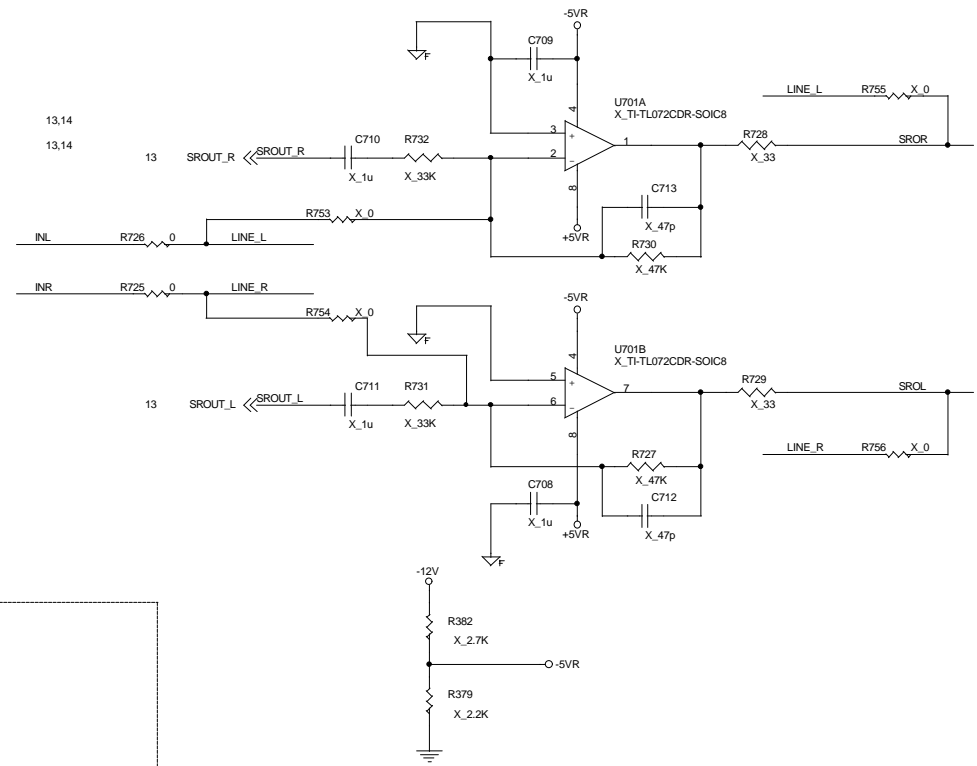 -5VR
F
C709
X_1u
4
U701A
X_TI-TL072CDR-SOIC8
LINE_L R755 X_0
13,14
13,14
3 +
C710 R732
2 -
1
R728
SROR
13 SROUT_R SROUT_R
X_33
X_1u X_33K
8
C713
X_47p
R753 X_0
+5VR
INL R726 0 LINE_L
R730
X_47K
INR R725 0 LINE_R
-5VR
R754 X_0
F
4
U701B
X_TI-TL072CDR-SOIC8
5 +
C711 R731
6 -
7
R729
SROL
13 SROUT_L SROUT_L
X_33
X_1u X_33K
8
R727
X_47K
LINE_R R756 X_0
C708
X_1u
C712
X_47p
+5VR
F
-12V
R382
X_2.7K
-5VR
R379
X_2.2K